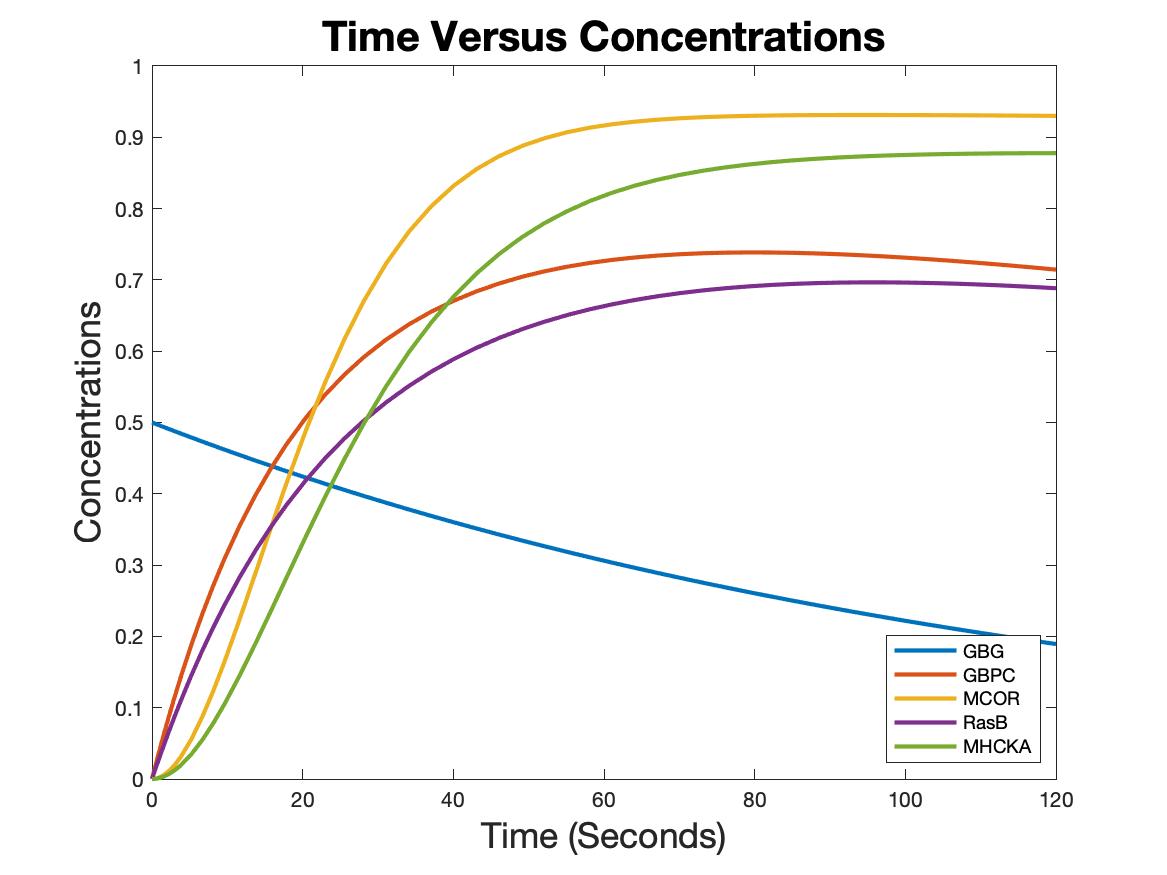 Time Versus Concentrations
1
0.9
0.8
0.7
0.6
0.5
0.4
0.3
0.2
0.1
0
Concentrations
GBG
GBPC
MCOR
RasB
MHCKA
0 20 40 60 80 100 120
Time (Seconds)